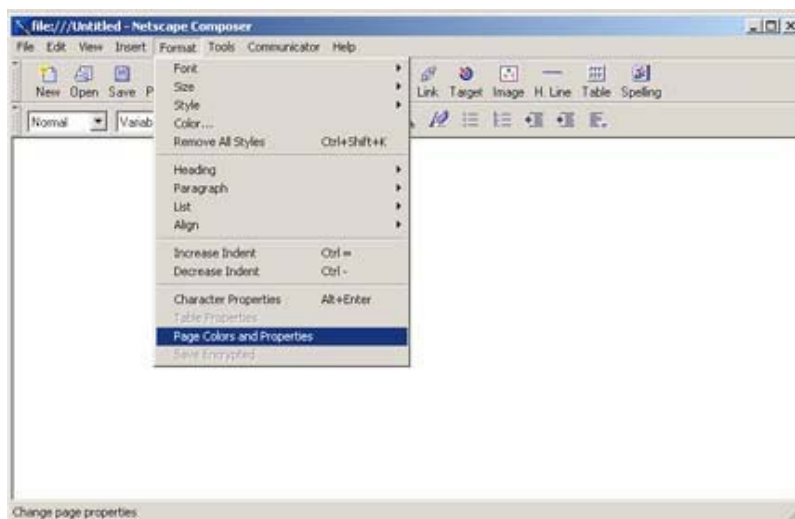 file:///Untitled - Netscape Composer
File Edit View Insert Format Tools Communicator Help
New Open Save P Link Target Image H. Line Table Spelling
Normal Variab
Font
Size
Style
Color...
Remove All Styles Ctrl+Shift+K
Heading
Paragraph
List
Align
Increase Indent Ctrl =
Decrease Indent Ctrl -
Character Properties Alt+Enter
Table Properties
Page Colors and Properties
Save Encrypted
Change page properties